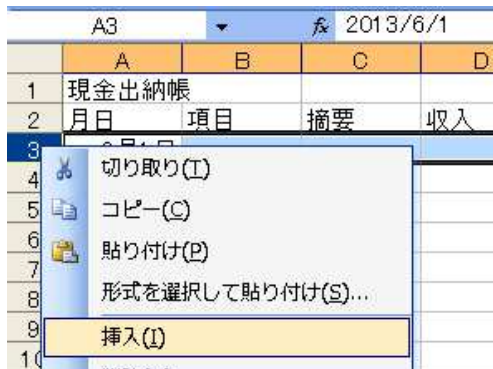 A3 fx 2013/6/1
A B C D
1 現金出納帳
2 月日 項目 摘要 収入
3
4 切り取り(T)
5 コピー(C)
6
7 貼り付け(P)
8 形式を選択して貼り付け(S)...
9 挿入(I)